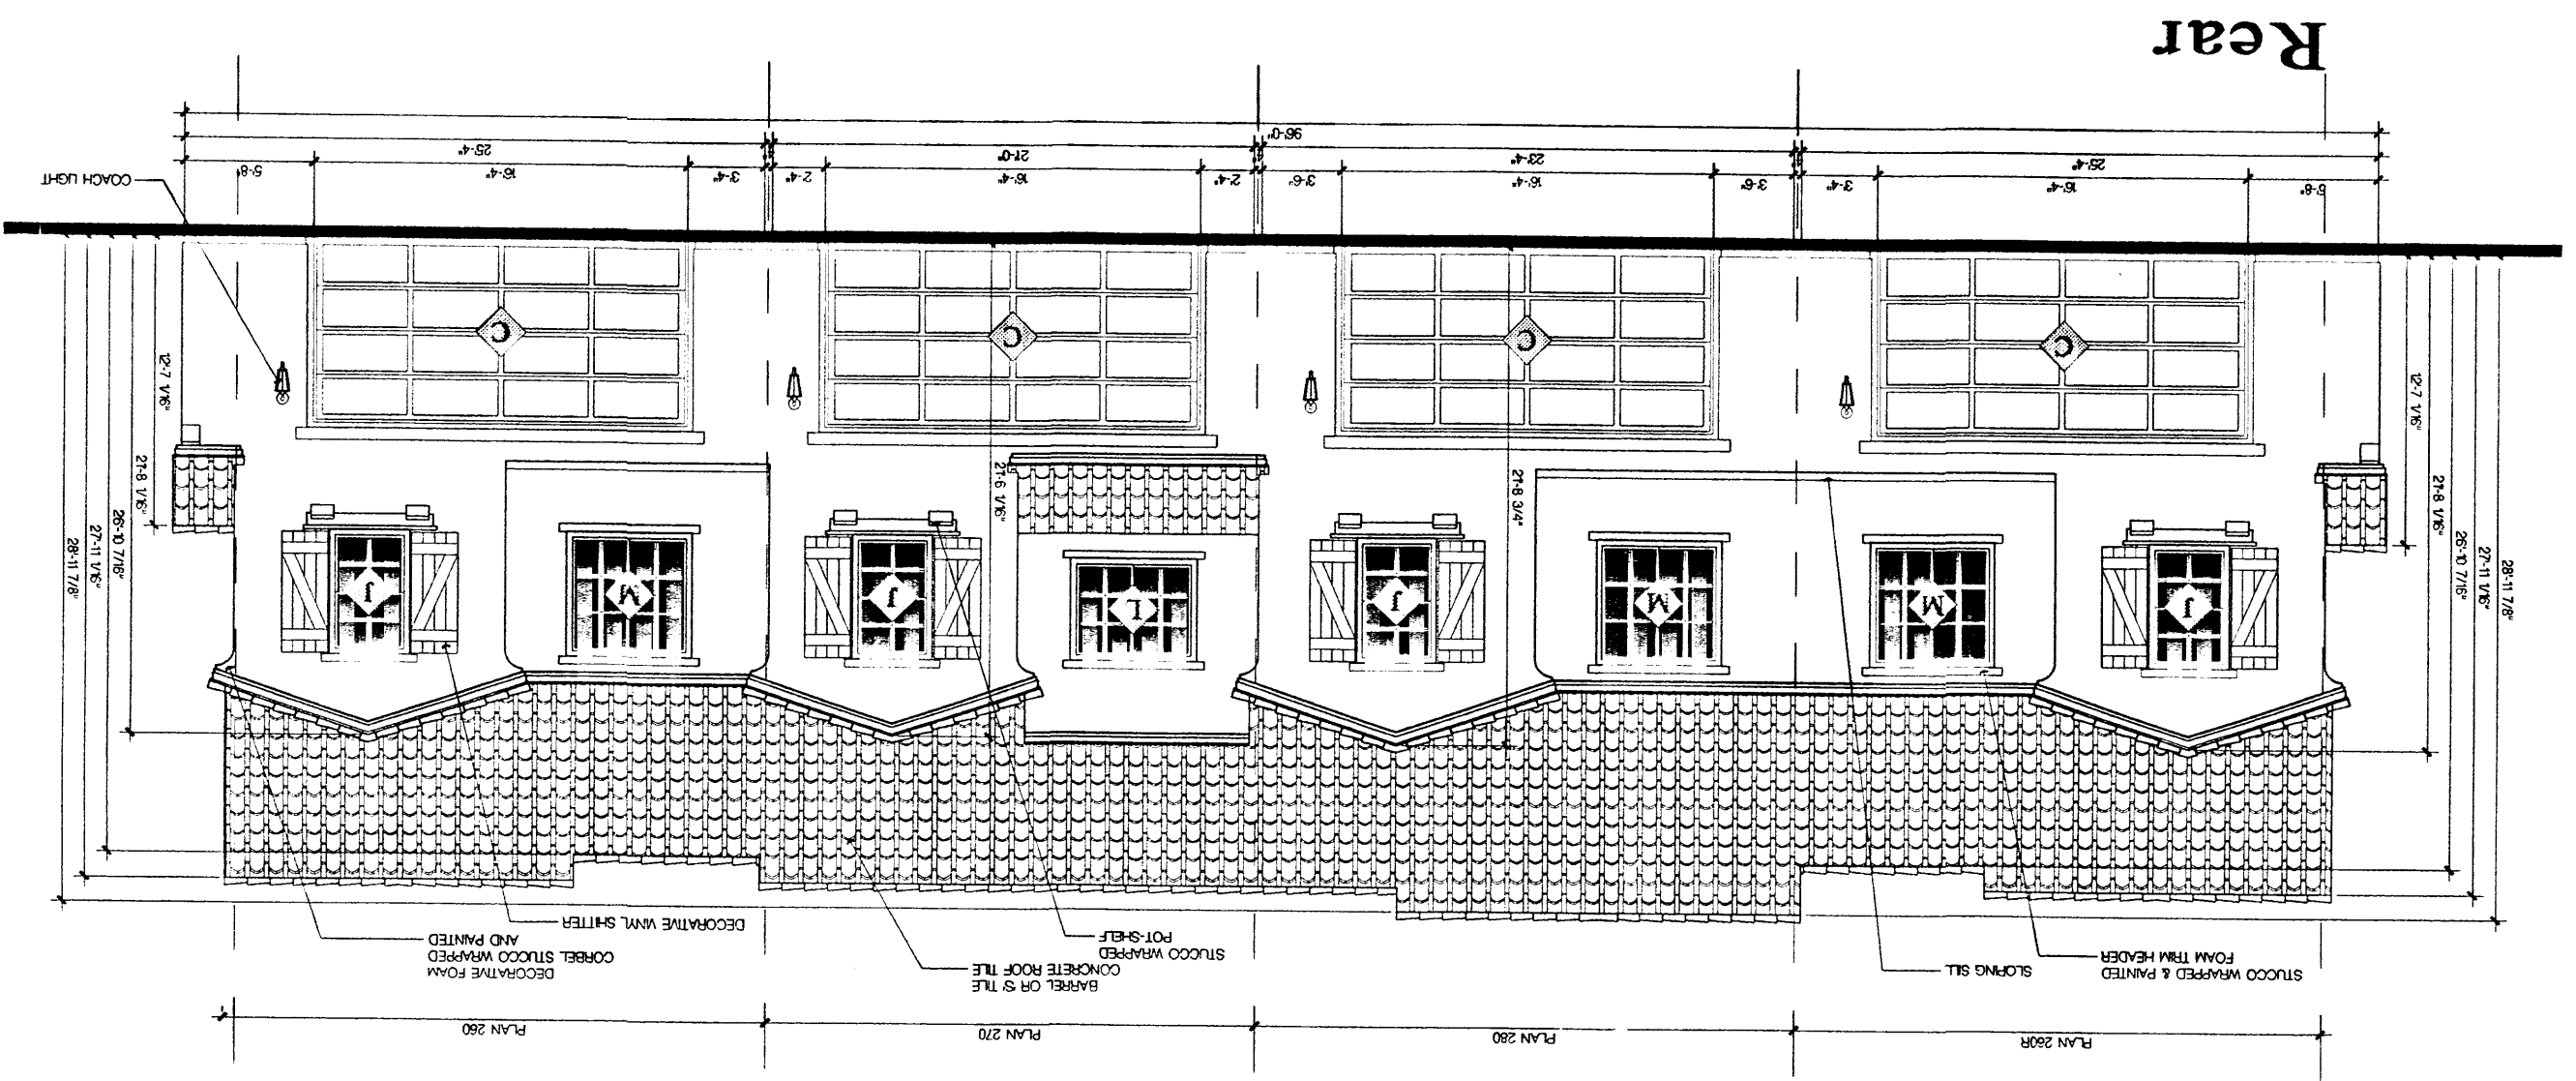 PLAN 260R
PLAN 280
PLAN 270
PLAN 260
STUCCO WRAPPED & PAINTED
FOAM TRIM HEADER
SLOPING SILL
BARREL OR 'S' TILE
CONCRETE ROOF TILE
STUCCO WRAPPED
POT-SHELF
DECORATIVE FOAM
CORBEL STUCCO WRAPPED
AND PAINTED
DECORATIVE VINYL SHUTTER
28'-11 7/8"
27'-11 1/16"
26'-10 7/16"
21'-8 1/16"
12'-7 1/16"
J
M
M
J
L
J
M
J
21'-8 3/4"
21'-6 1/16"
28'-11 7/8"
27'-11 1/16"
26'-10 7/16"
21'-8 1/16"
12'-7 1/16"
C
C
C
C
COACH LIGHT
5'-8"
16'-4"
3'-4"
3'-6"
16'-4"
3'-6"
2'-4"
16'-4"
2'-4"
3'-4"
16'-4"
5'-8"
25'-4"
23'-4"
21'-0"
25'-4"
96'-0"
Rear